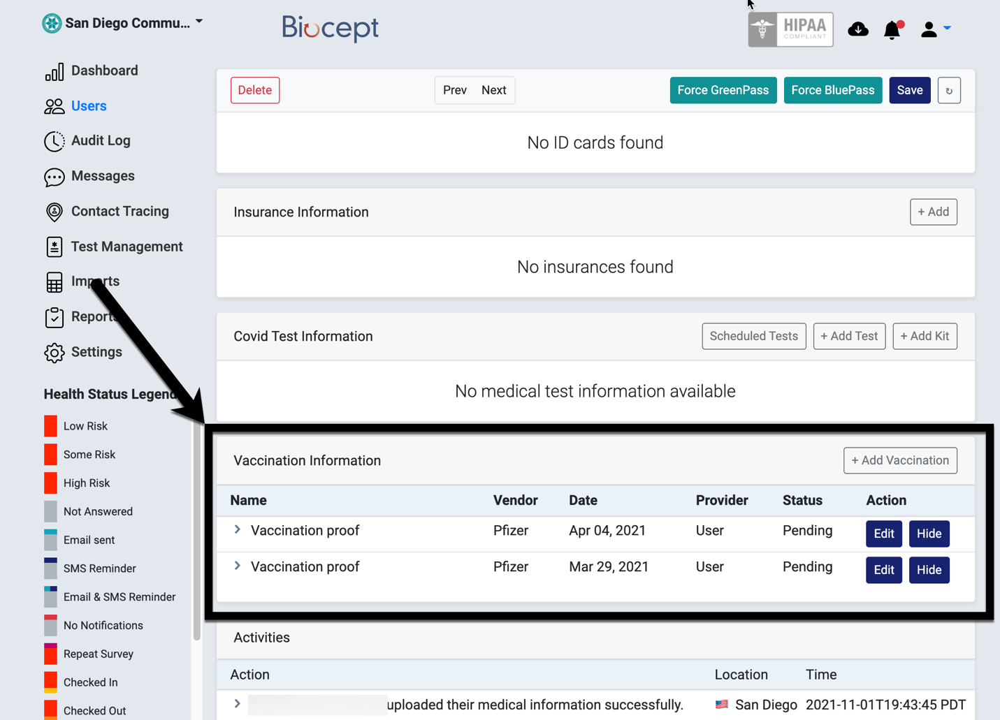 San Diego Commu...
Biocept
HIPAA
COMPLIANT
Dashboard
Users
Audit Log
Messages
Contact Tracing
Test Management
Imports
Reports
Settings
Health Status Legend
Low Risk
Some Risk
High Risk
Not Answered
Email sent
SMS Reminder
Email & SMS Reminder
No Notifications
Repeat Survey
Checked In
Checked Out
Delete
Prev Next
Force GreenPass Force BluePass Save
No ID cards found
Insurance Information + Add
No insurances found
Covid Test Information Scheduled Tests + Add Test + Add Kit
No medical test information available
Vaccination Information + Add Vaccination
Name Vendor Date Provider Status Action
Vaccination proof Pfizer Apr 04, 2021 User Pending Edit Hide
Vaccination proof Pfizer Mar 29, 2021 User Pending Edit Hide
Activities
Action Location Time
uploaded their medical information successfully. San Diego 2021-11-01T19:43:45 PDT